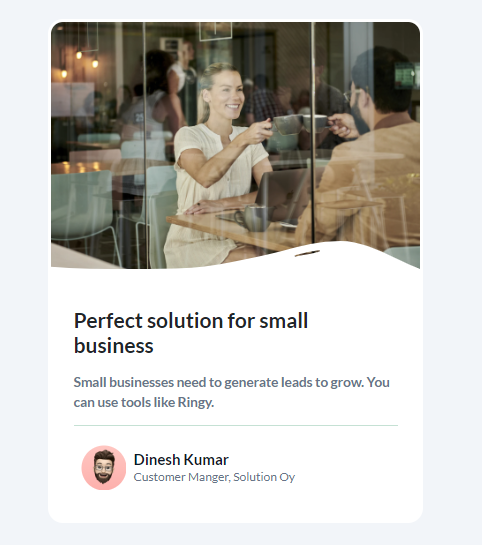 Perfect solution for small
business
Small businesses need to generate leads to grow. You
can use tools like Ringy.
Dinesh Kumar
Customer Manger, Solution Oy